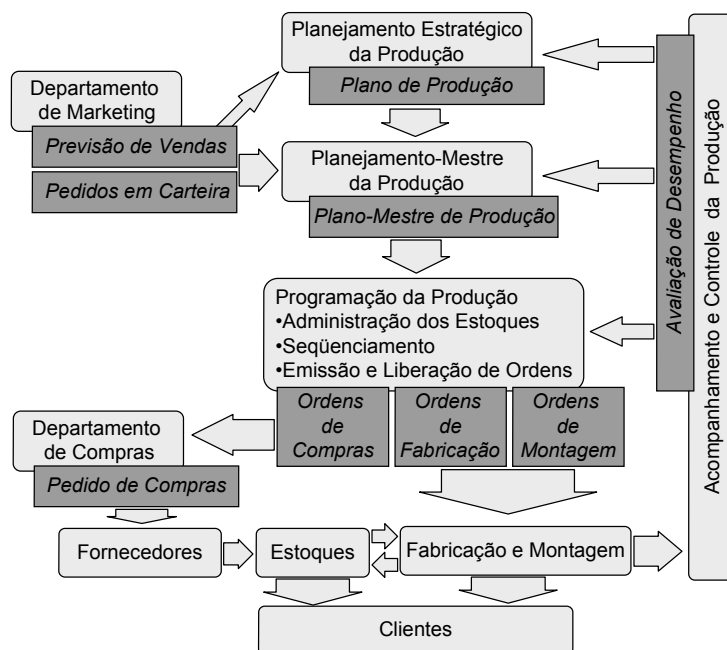 Planejamento Estratégico
da Produção
Plano de Produção
Departamento
de Marketing
Previsão de Vendas
Pedidos em Carteira
Planejamento-Mestre
da Produção
Plano-Mestre de Produção
Programação da Produção
•Administração dos Estoques
•Seqüenciamento
•Emissão e Liberação de Ordens
Ordens
de
Compras
Ordens
de
Fabricação
Ordens
de
Montagem
Departamento
de Compras
Pedido de Compras
Fornecedores
Estoques
Fabricação e Montagem
Clientes
Avaliação de Desempenho
Acompanhamento e Controle da Produção